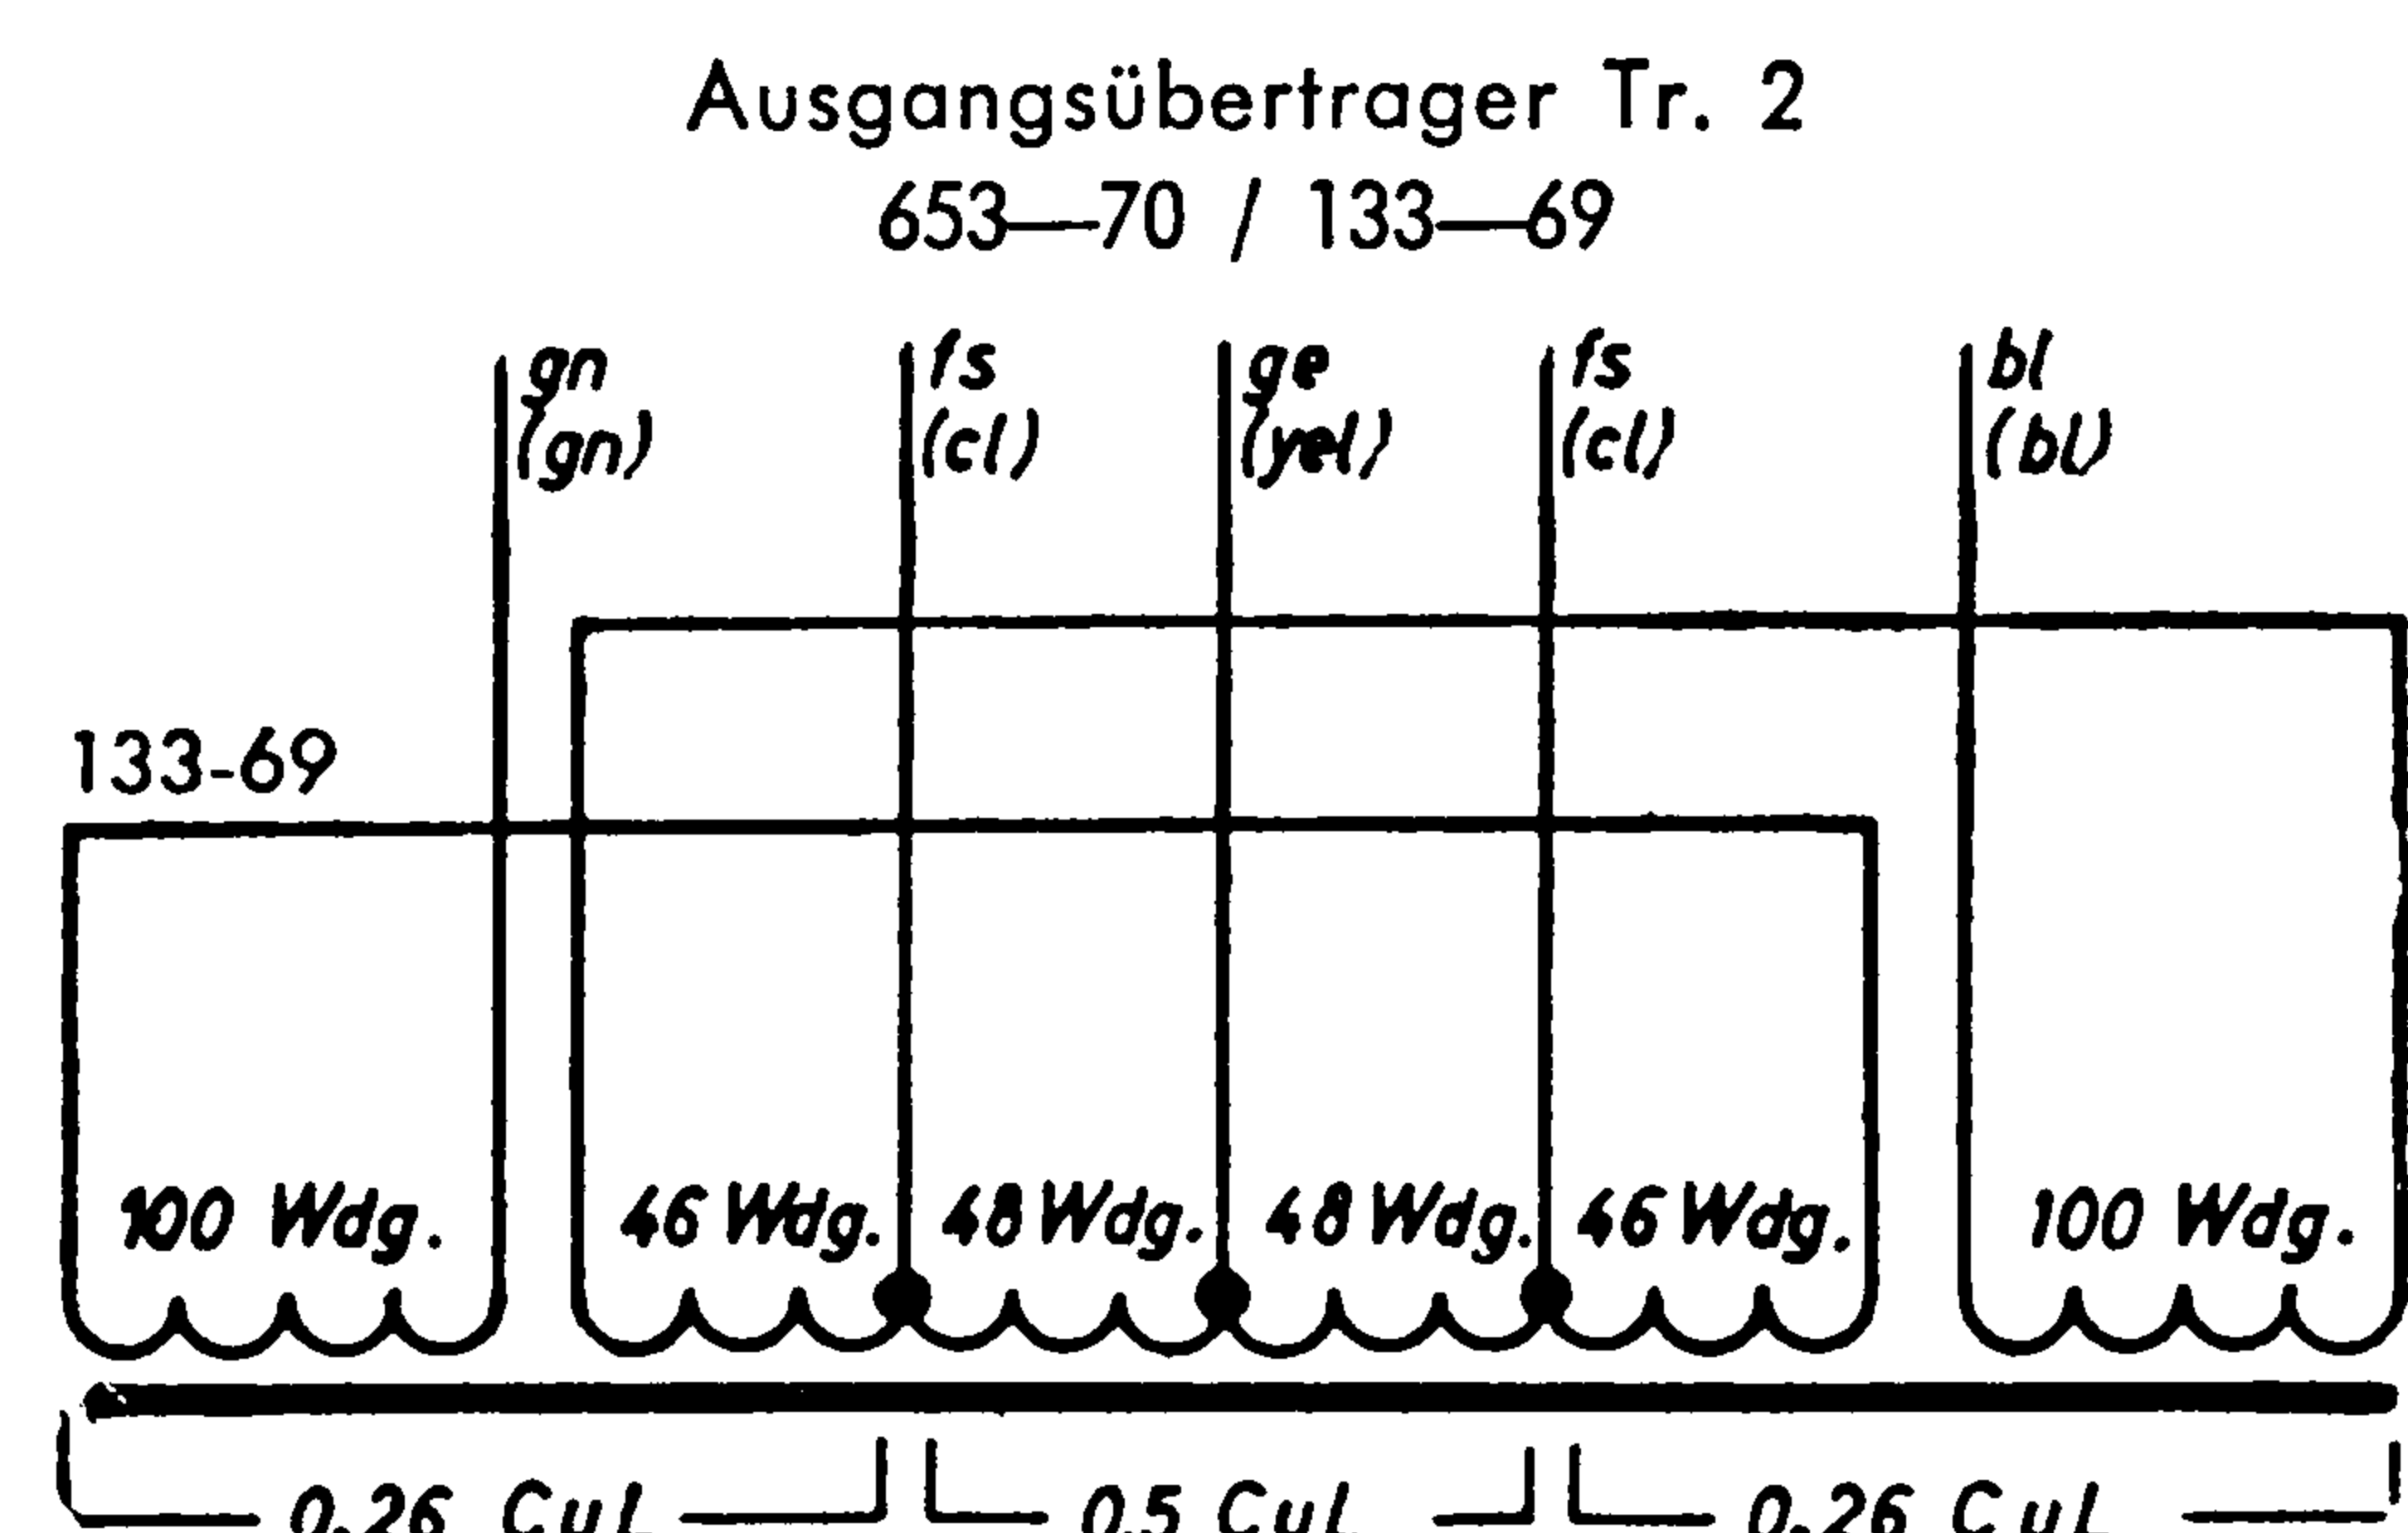 Ausgangsübertrager Tr. 2
653—70 / 133—69
gn fs ge fs bl
(gn) (cl) (yel) (cl) (bl)
133-69
100 Wdg. 46 Wdg. 48 Wdg. 48 Wdg. 46 Wdg. 100 Wdg.
0,26 CuL 0,5 CuL 0,26 CuL